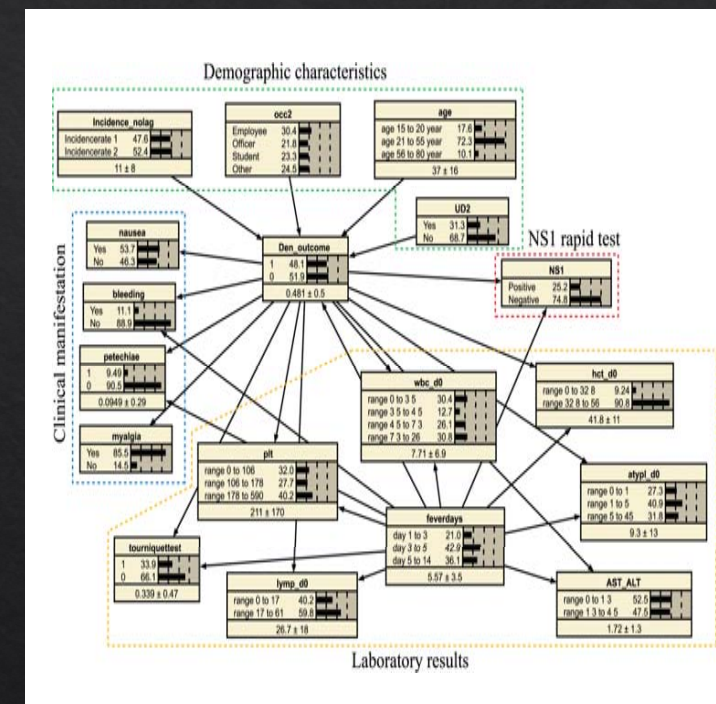 Demographic characteristics
Incidence_nolag
Incidencerate 1 47.6
Incidencerate 2 52.4
11 ± 8
occ2
Employee 30.4
Officer 21.8
Student 23.3
Other 24.5
age
age 15 to 20 year 17.6
age 21 to 55 year 72.3
age 56 to 80 year 10.1
37 ± 16
UD2
Yes 31.3
No 68.7
Den_outcome
1 48.1
0 51.9
0.481 ± 0.5
NS1 rapid test
NS1
Positive 25.2
Negative 74.8
Clinical manifestation
nausea
Yes 53.7
No 46.3
bleeding
Yes 11.1
No 88.9
petechiae
1 9.49
0 90.5
0.0949 ± 0.29
myalgia
Yes 85.5
No 14.5
wbc_d0
range 0 to 3 5 30.4
range 3 5 to 4 5 12.7
range 4 5 to 7 3 26.1
range 7 3 to 26 30.8
7.71 ± 6.9
hct_d0
range 0 to 32 8 9.24
range 32 8 to 56 90.8
41.8 ± 11
plt
range 0 to 106 32.0
range 106 to 178 27.7
range 178 to 590 40.2
211 ± 170
atypl_d0
range 0 to 1 27.3
range 1 to 5 40.9
range 5 to 45 31.8
9.3 ± 13
feverdays
day 1 to 3 21.0
day 3 to 5 42.9
day 5 to 14 36.1
5.57 ± 3.5
tourniquettest
1 33.9
0 66.1
0.339 ± 0.47
lymp_d0
range 0 to 17 40.2
range 17 to 61 59.8
26.7 ± 18
AST_ALT
range 0 to 1 3 52.5
range 1 3 to 4 5 47.5
1.72 ± 1.3
Laboratory results